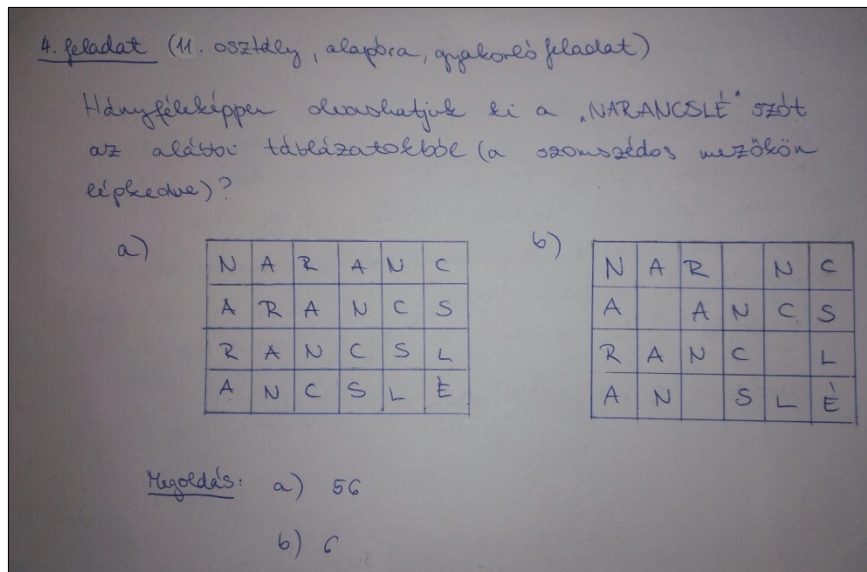 4. feladat (11. osztály, alapóra, gyakorló feladat)
Hányféleképpen olvashatjuk ki a „NARANCSLÉ" szót
az alábbi táblázatokból (a szomszédos mezőkön
lépkedve)?
a)
N A R A N C
A R A N C S
R A N C S L
A N C S L É
b)
N A R N C
A A N C S
R A N C L
A N S L É
Megoldás: a) 56
b) 6